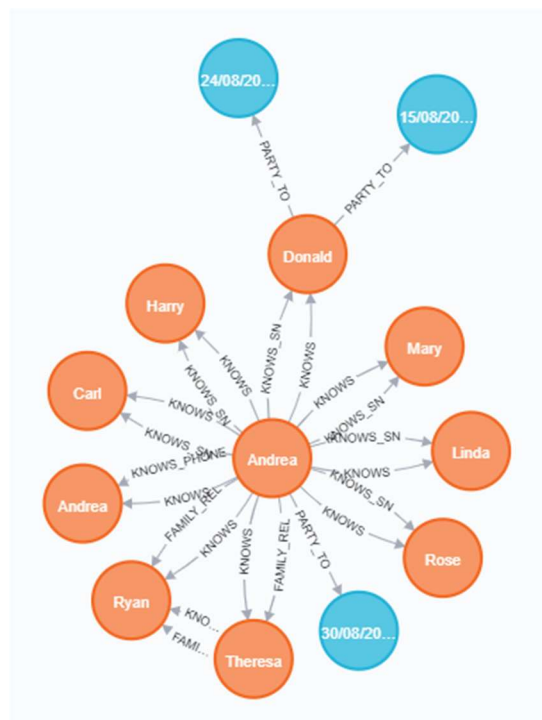 24/08/20...
15/08/20...
PARTY_TO
PARTY_TO
Donald
Harry
KNOWS_SN
KNOWS
Mary
KNOWS
KNOWS_SN
KNOWS
KNOWS_SN
Carl
KNOWS
KNOWS_SN
KNOWS_SN
KNOWS
Linda
Andrea
KNOWS_PHONE
KNOWS
Andrea
KNOWS_SN
KNOWS
Rose
FAMILY_REL
KNOWS
KNOWS
FAMILY_REL
PARTY_TO
Ryan
KNO...
FAMI...
Theresa
30/08/20...